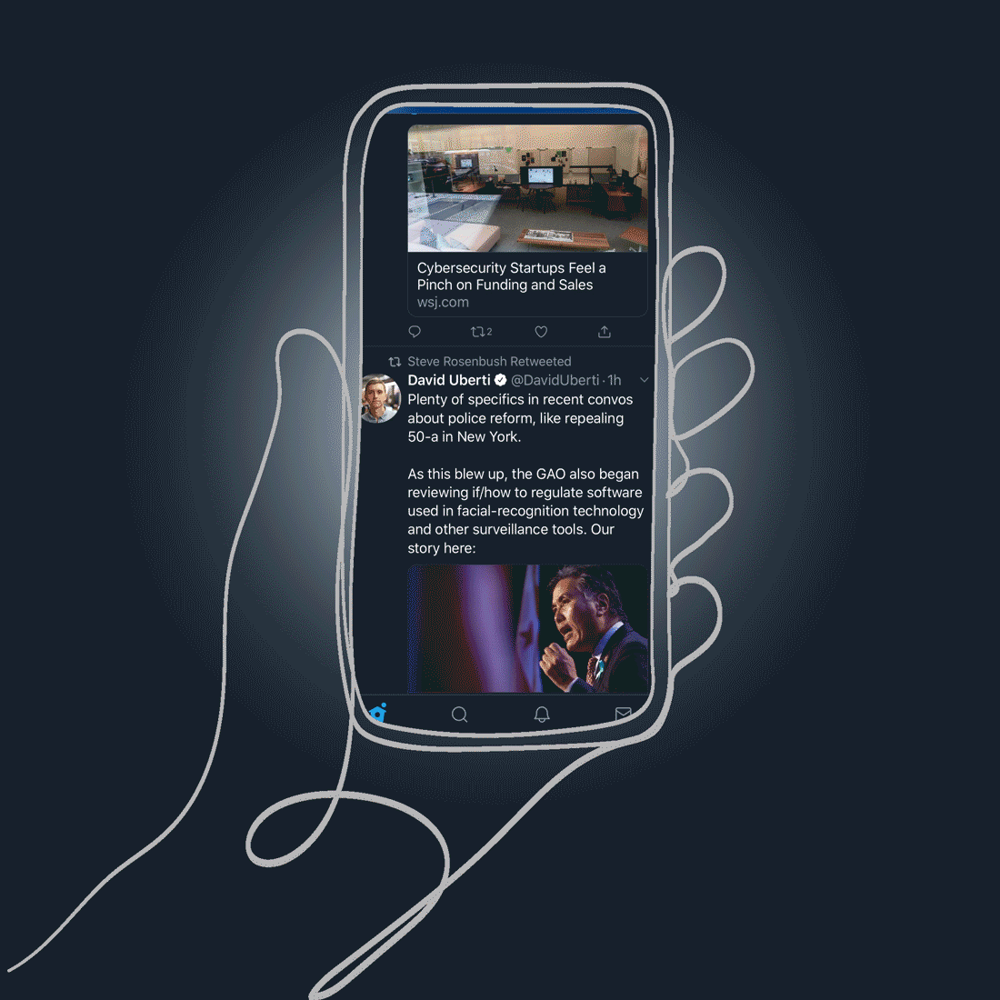 Cybersecurity Startups Feel a
Pinch on Funding and Sales
wsj.com
2
Steve Rosenbush Retweeted
David Uberti @DavidUberti · 1h
Plenty of specifics in recent convos
about police reform, like repealing
50-a in New York.
As this blew up, the GAO also began
reviewing if/how to regulate software
used in facial-recognition technology
and other surveillance tools. Our
story here: